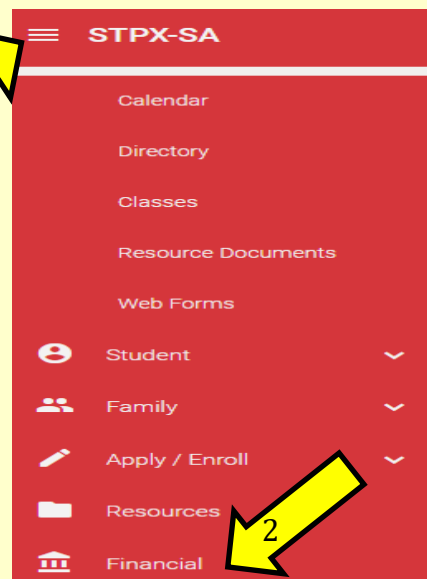 STPX-SA
Calendar
Directory
Classes
Resource Documents
Web Forms
Student
Family
Apply / Enroll
Resources
2
Financial